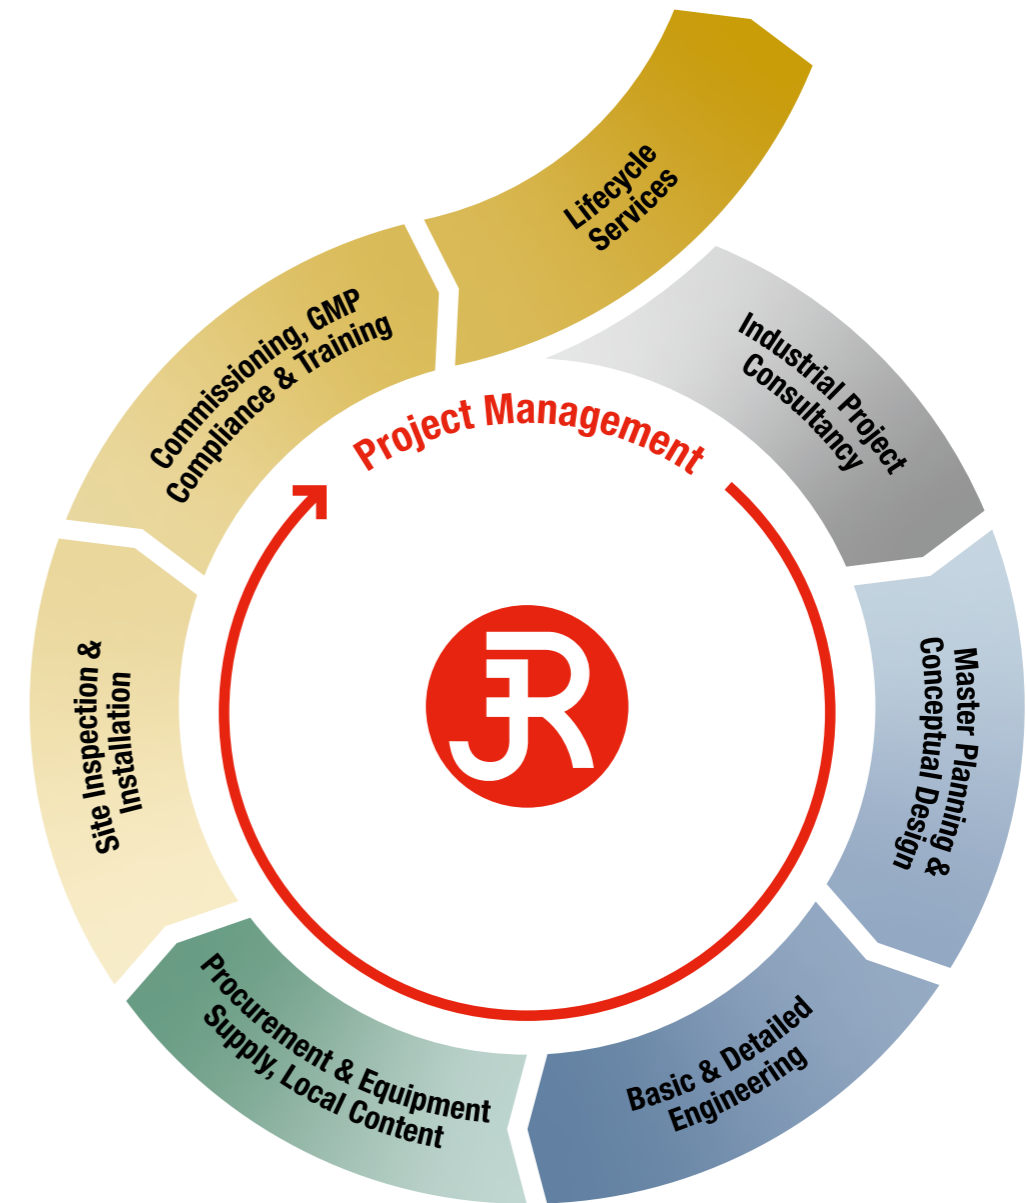 Lifecycle
Services
Industrial Project
Consultancy
Master Planning &
Conceptual Design
Basic & Detailed
Engineering
Procurement & Equipment
Supply, Local Content
Site Inspection &
Installation
Commissioning, GMP
Compliance & Training
Project Management
JR